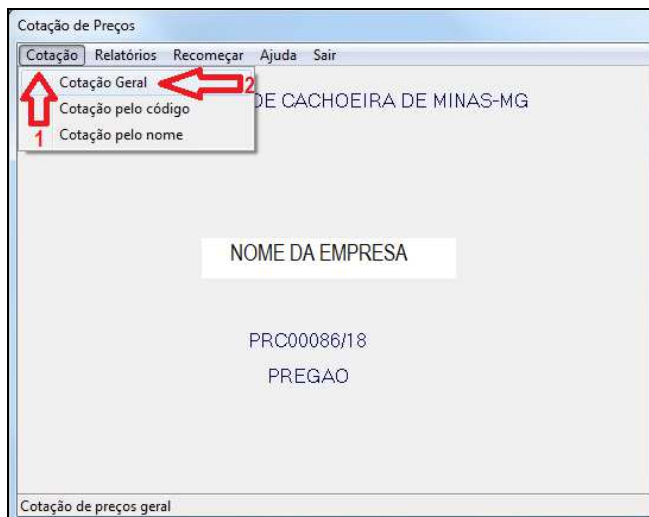 Cotação de Preços
Cotação Relatórios Recomeçar Ajuda Sair
Cotação Geral 2
DE CACHOEIRA DE MINAS-MG
Cotação pelo código
1 Cotação pelo nome
NOME DA EMPRESA
PRC00086/18
PREGAO
Cotação de preços geral